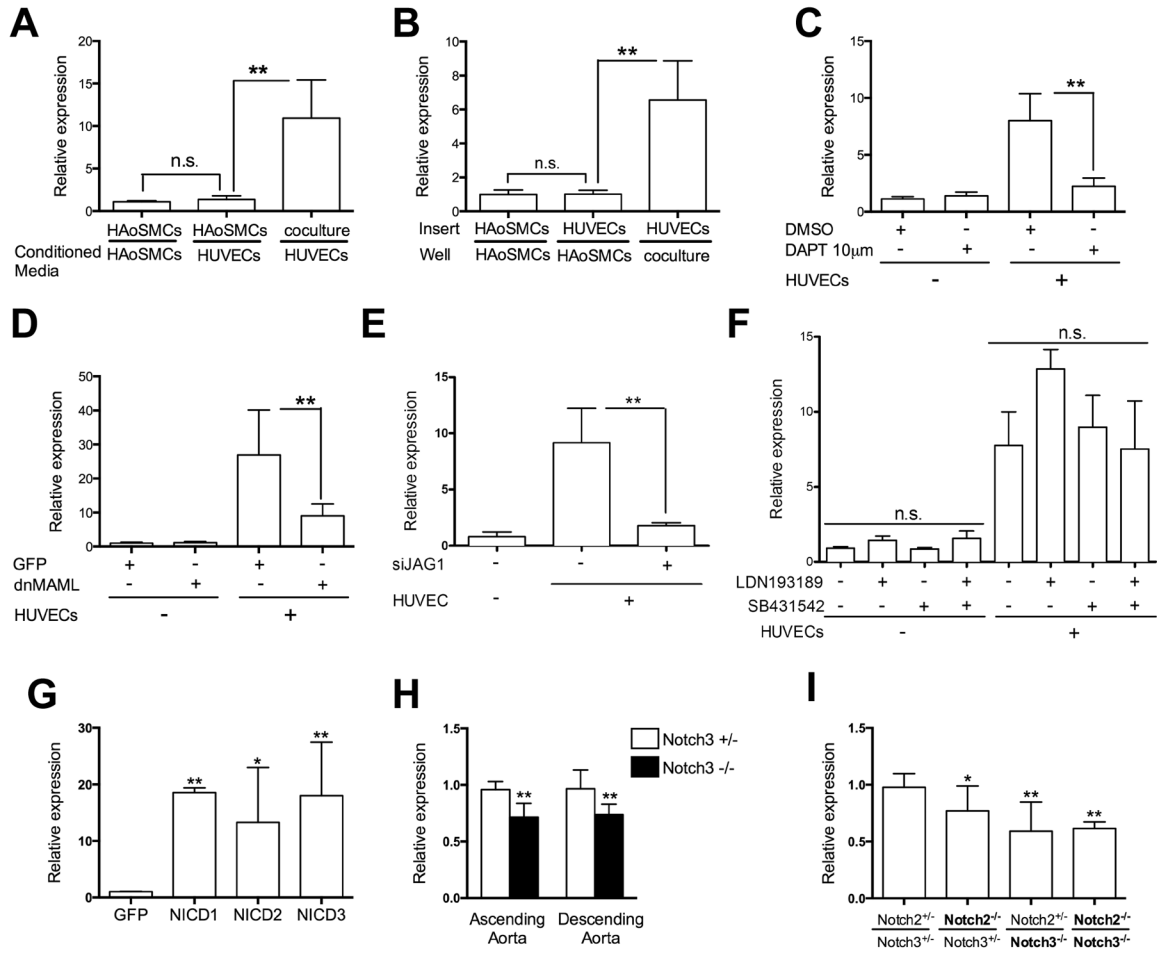 A
Relative expression
20
15
10
5
0
n.s.
**
HAoSMCs HAoSMCs coculture
Conditioned Media
HAoSMCs HUVECs HUVECs
B
Relative expression
10
8
6
4
2
0
n.s.
**
Insert HAoSMCs HUVECs HUVECs
Well HAoSMCs HAoSMCs coculture
C
Relative expression
15
10
5
0
**
DMSO + - + -
DAPT 10μm - + - +
HUVECs - +
D
Relative expression
50
40
30
20
10
0
**
GFP + - + -
dnMAML - + - +
HUVECs - +
E
Relative expression
15
10
5
0
**
siJAG1 - - +
HUVEC - +
F
Relative expression
15
10
5
0
n.s.
n.s.
LDN193189 - + - + - + - +
SB431542 - - + + - - + +
HUVECs - +
G
Relative expression
30
20
10
0
**
*
**
GFP NICD1 NICD2 NICD3
H
Relative expression
1.5
1.0
0.5
0.0
**
**
Notch3 +/-
Notch3 -/-
Ascending Descending
Aorta Aorta
I
Relative expression
1.5
1.0
0.5
0.0
*
**
**
Notch2+/- Notch2-/- Notch2+/- Notch2-/-
Notch3+/- Notch3+/- Notch3-/- Notch3-/-